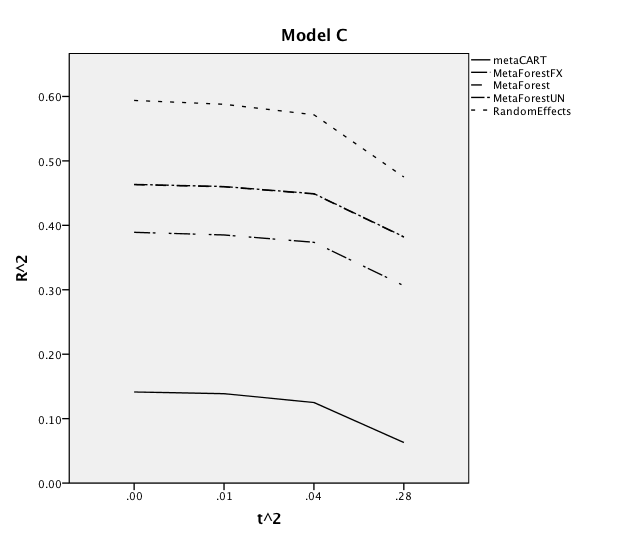 Model C
metaCART
MetaForestFX
MetaForest
MetaForestUN
RandomEffects
R^2
0.60
0.50
0.40
0.30
0.20
0.10
0.00
.00 .01 .04 .28
t^2